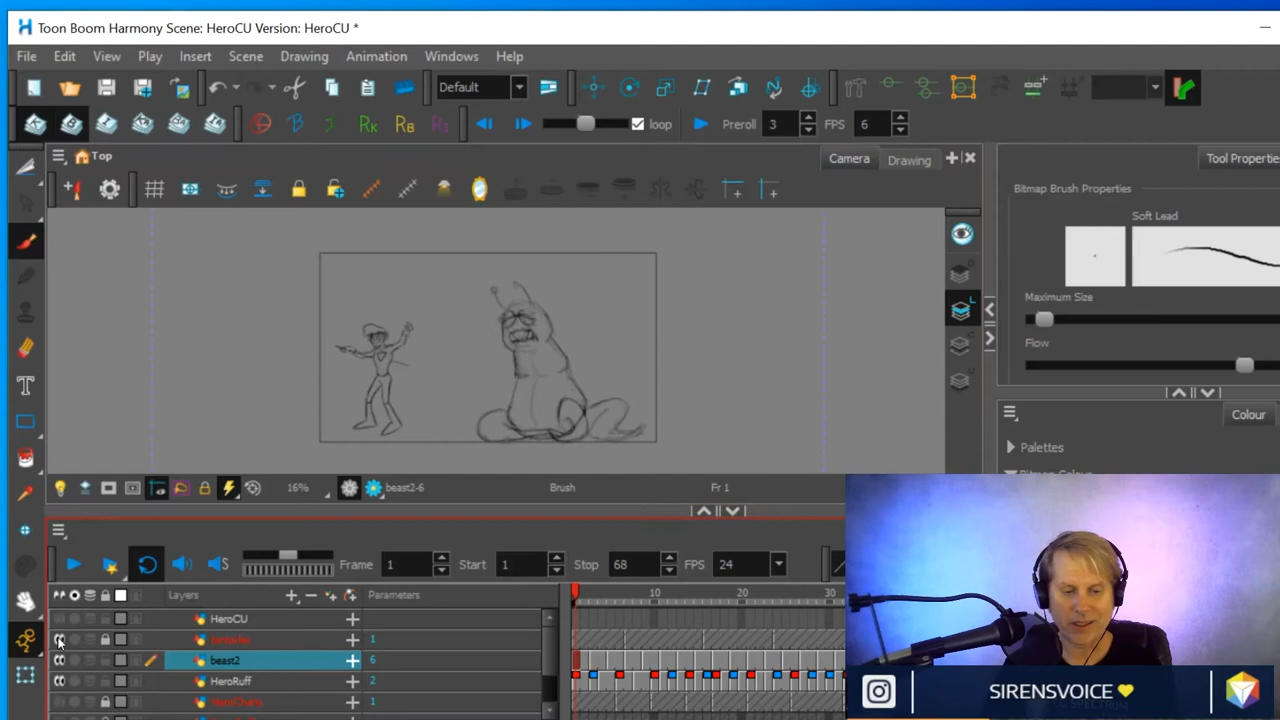 Toon Boom Harmony Scene: HeroCU Version: HeroCU *
File Edit View Play Insert Scene Drawing Animation Windows Help
Default
RK RB
loop Preroll 3 FPS 6
Top Camera Drawing Tool Propertie
Bitmap Brush Properties
Soft Lead
Maximum Size
Flow
Colour
Palettes
16% beast2-6 Brush Fr 1
Frame 1 Start 1 Stop 68 FPS 24
Layers Parameters 10 20 30
HeroCU
1
beast2 6
HeroRuff 2
1
SIRENSVOICE 💛